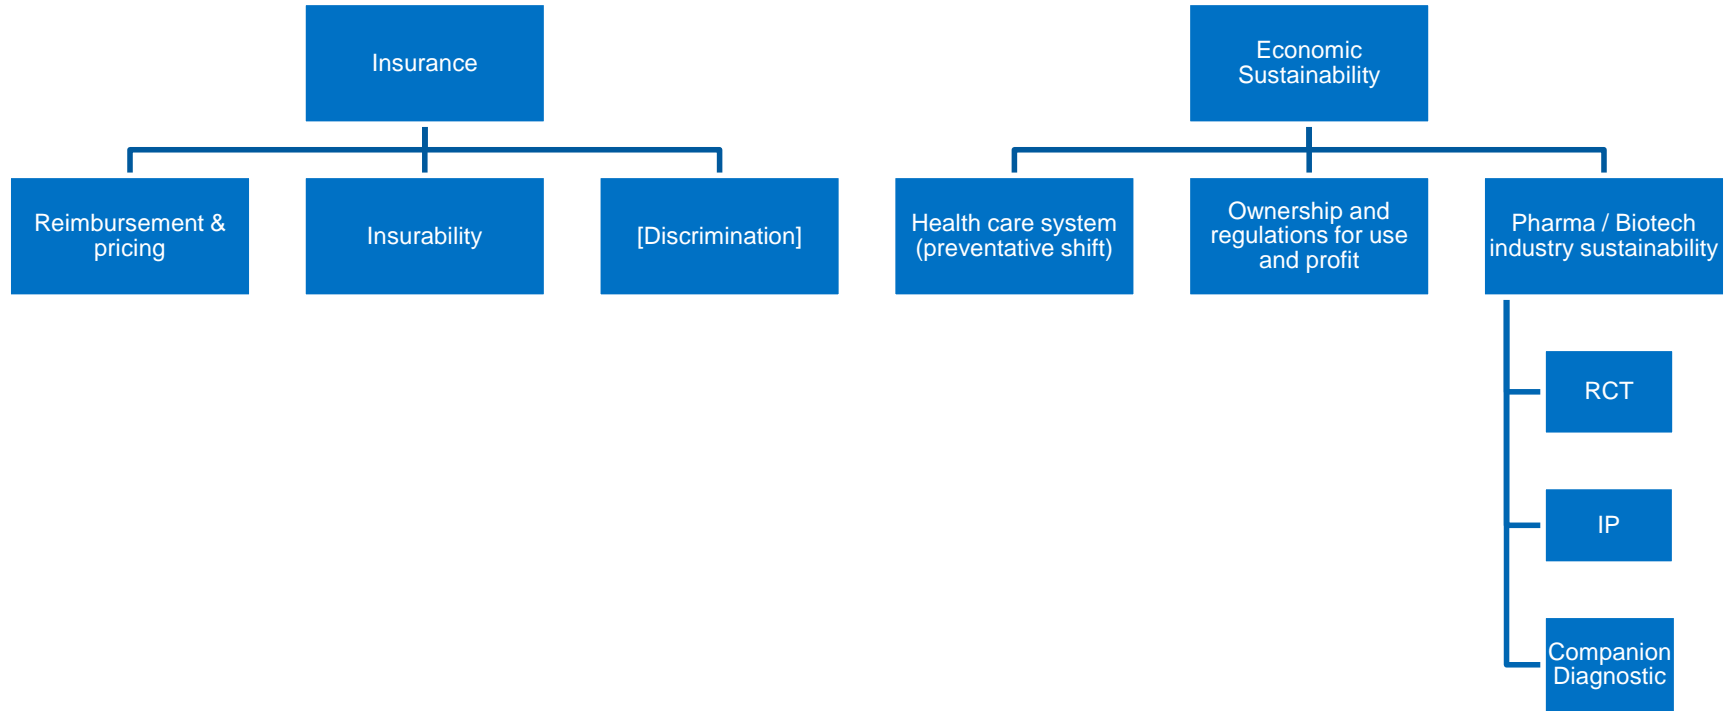 Insurance
Economic
Sustainability
Reimbursement &
pricing
Insurability
[Discrimination]
Health care system
(preventative shift)
Ownership and
regulations for use
and profit
Pharma / Biotech
industry sustainability
RCT
IP
Companion
Diagnostic